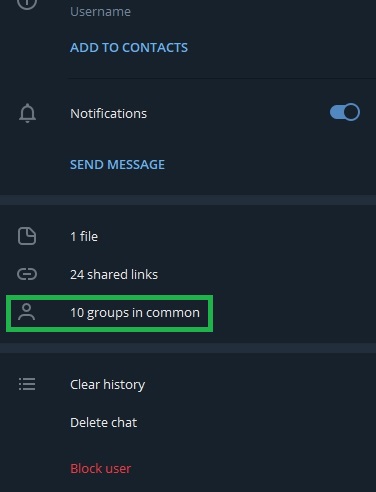 Username
ADD TO CONTACTS
Notifications
SEND MESSAGE
1 file
24 shared links
10 groups in common
Clear history
Delete chat
Block user